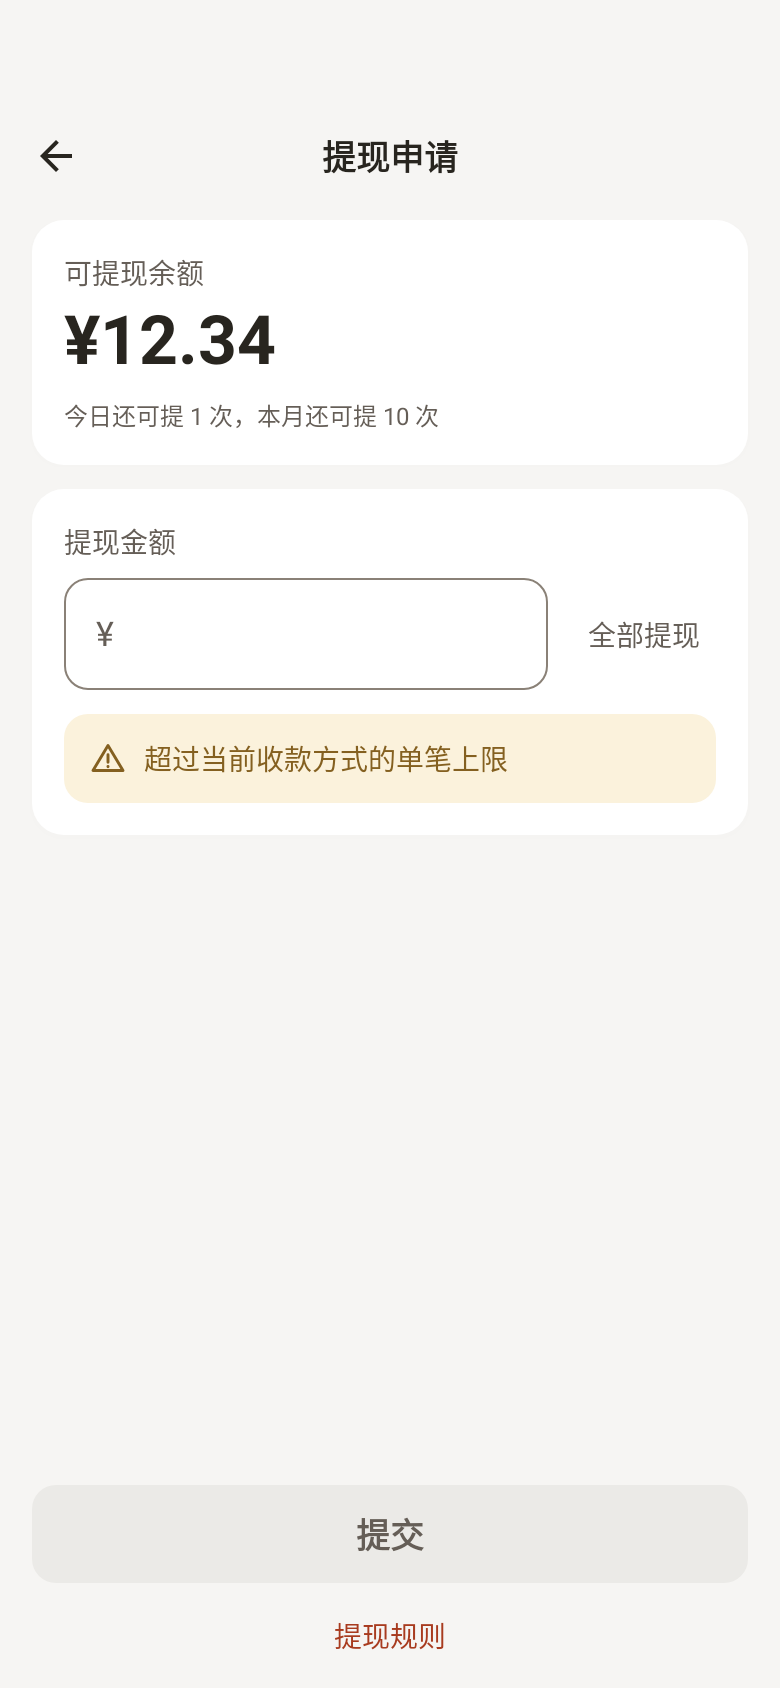 提现申请
可提现余额
¥12.34
今日还可提 1 次，本月还可提 10 次
提现金额
¥
全部提现
超过当前收款方式的单笔上限
提交
提现规则